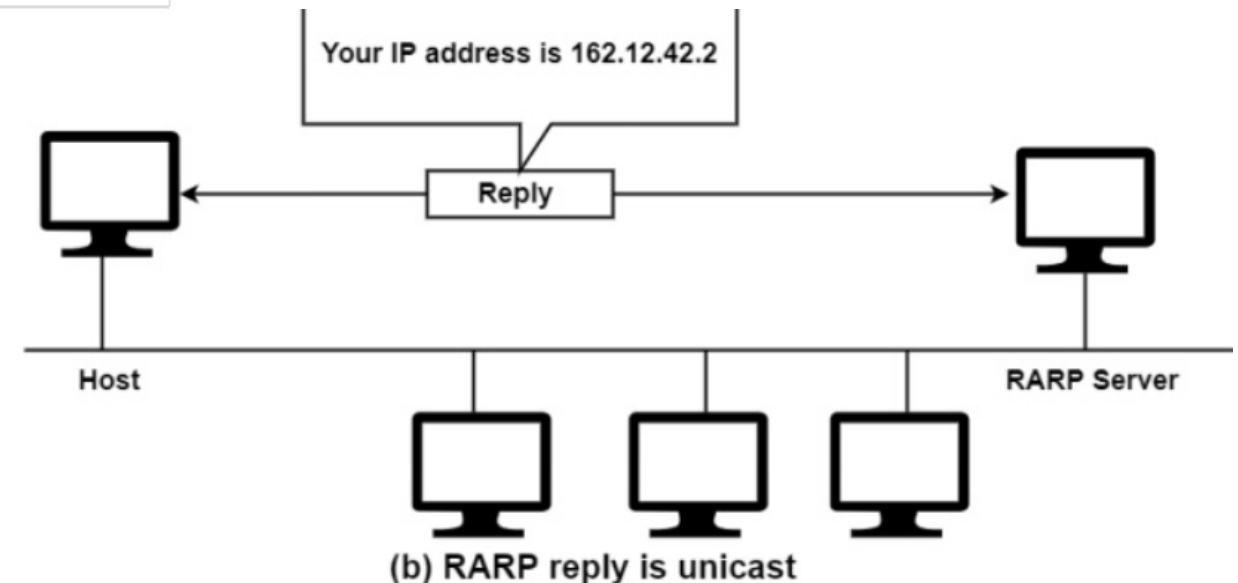 Your IP address is 162.12.42.2
Reply
Host
RARP Server
(b) RARP reply is unicast